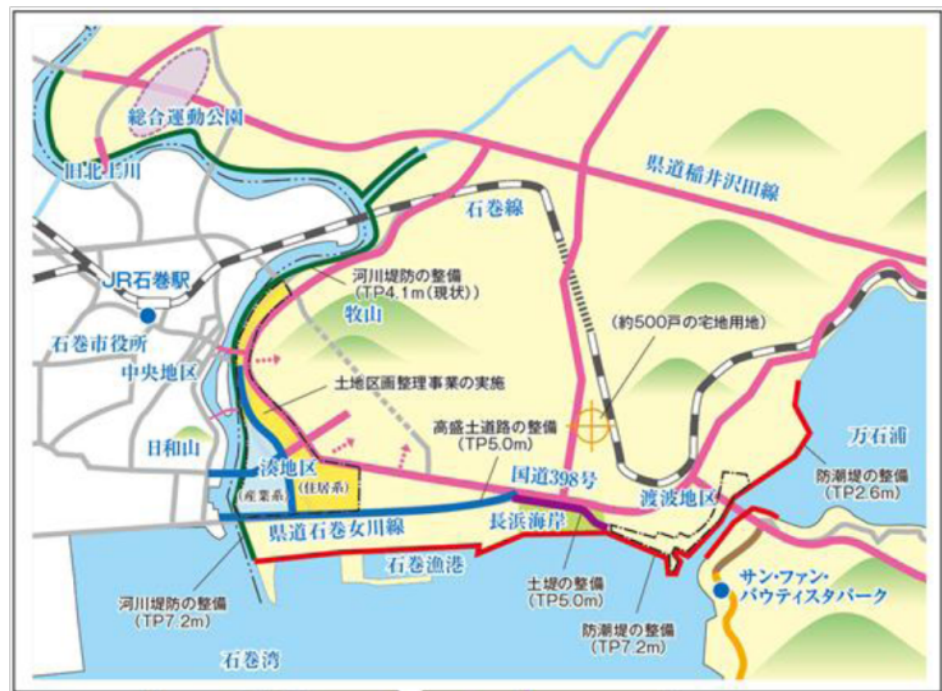 総合運動公園
旧北上川
県道稲井沢田線
石巻線
JR石巻駅
河川堤防の整備
(TP4.1m(現状))
牧山
(約500戸の宅地用地)
石巻市役所
中央地区
土地区画整理事業の実施
高盛土道路の整備
(TP5.0m)
日和山
湊地区
(産業系)
(住居系)
国道398号
万石浦
渡波地区
防潮堤の整備
(TP2.6m)
県道石巻女川線
長浜海岸
石巻漁港
土堤の整備
(TP5.0m)
サン・ファン・
バウティスタパーク
河川堤防の整備
(TP7.2m)
防潮堤の整備
(TP7.2m)
石巻湾